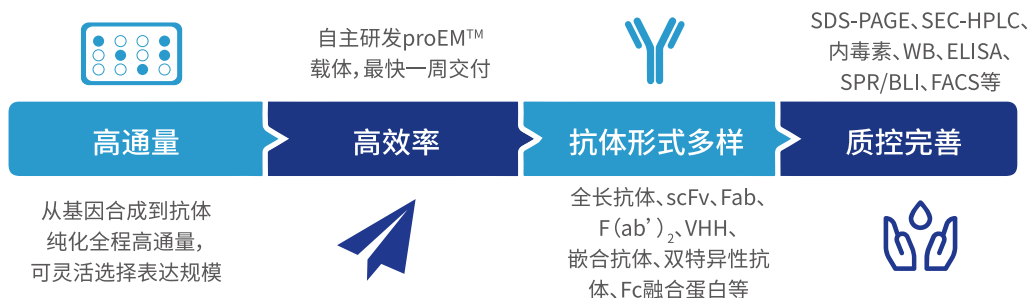 自主研发proEM™
载体,最快一周交付
SDS-PAGE、SEC-HPLC、
内毒素、WB、ELISA、
SPR/BLI、FACS等
高通量
高效率
抗体形式多样
质控完善
从基因合成到抗体
纯化全程高通量,
可灵活选择表达规模
全长抗体、scFv、Fab、
F(ab’)₂、VHH、
嵌合抗体、双特异性抗
体、Fc融合蛋白等